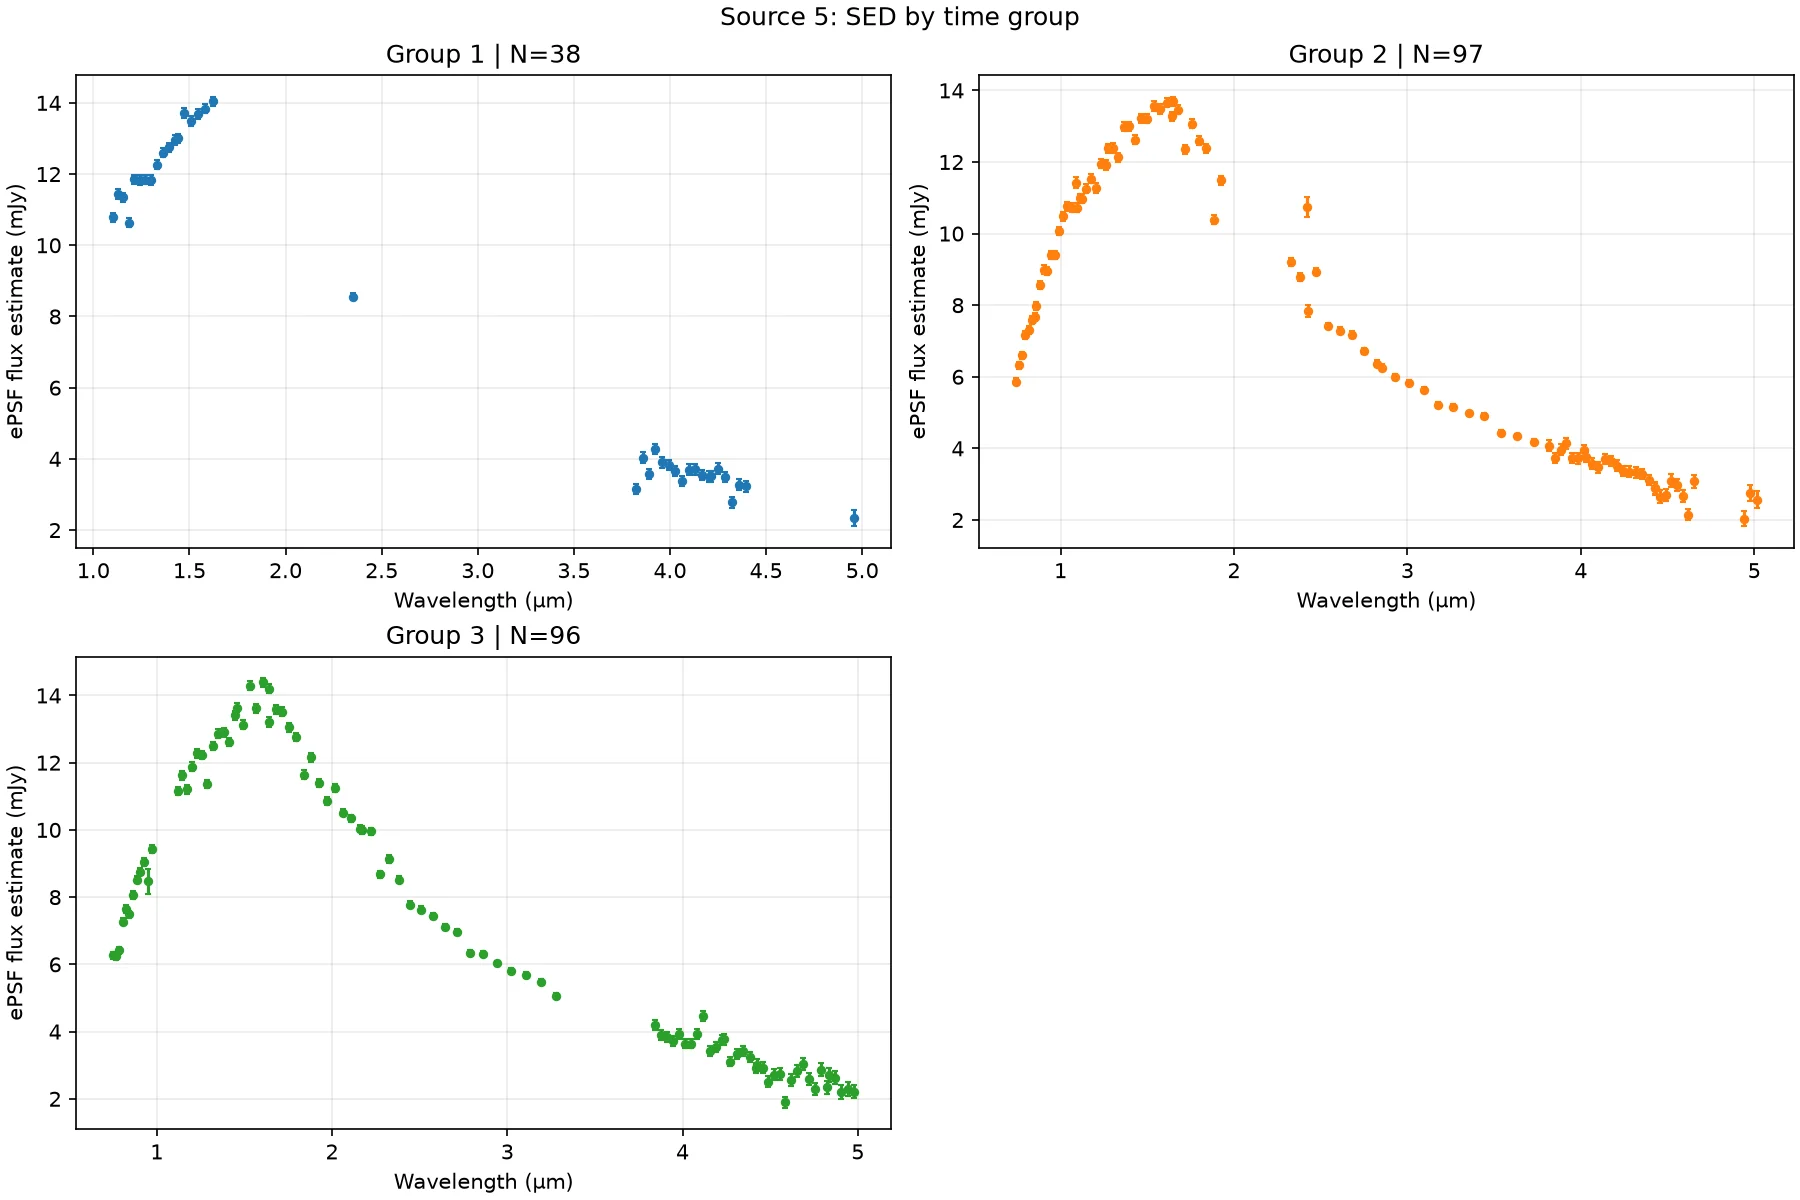 Source 5: SED by time group
Group 1 | N=38
ePSF flux estimate (mJy)
14
12
10
8
6
4
2
1.0 1.5 2.0 2.5 3.0 3.5 4.0 4.5 5.0
Wavelength (μm)
Group 2 | N=97
ePSF flux estimate (mJy)
14
12
10
8
6
4
2
1 2 3 4 5
Wavelength (μm)
Group 3 | N=96
ePSF flux estimate (mJy)
14
12
10
8
6
4
2
1 2 3 4 5
Wavelength (μm)